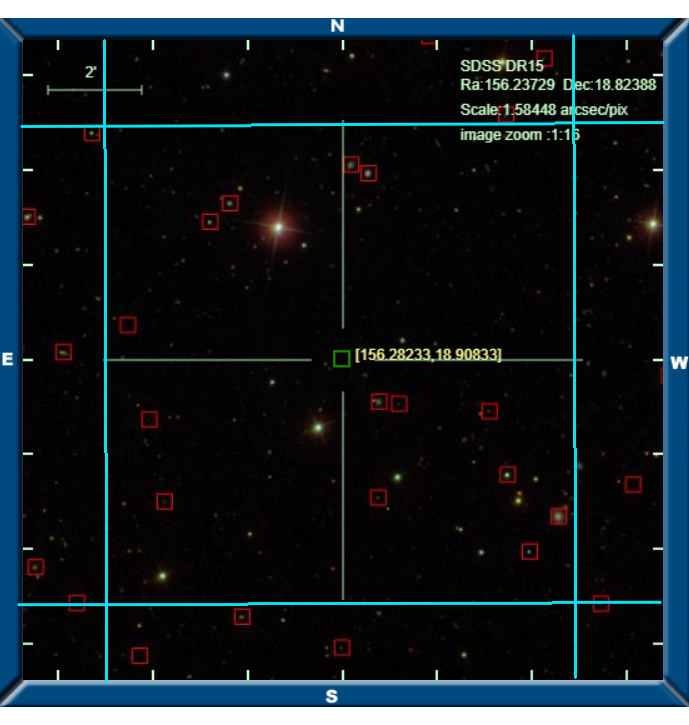 N
2'
SDSS DR15
Ra:156.23729 Dec:18.82388
Scale:1.58448 arcsec/pix
image zoom :1:16
E
[156.28233,18.90833]
W
S